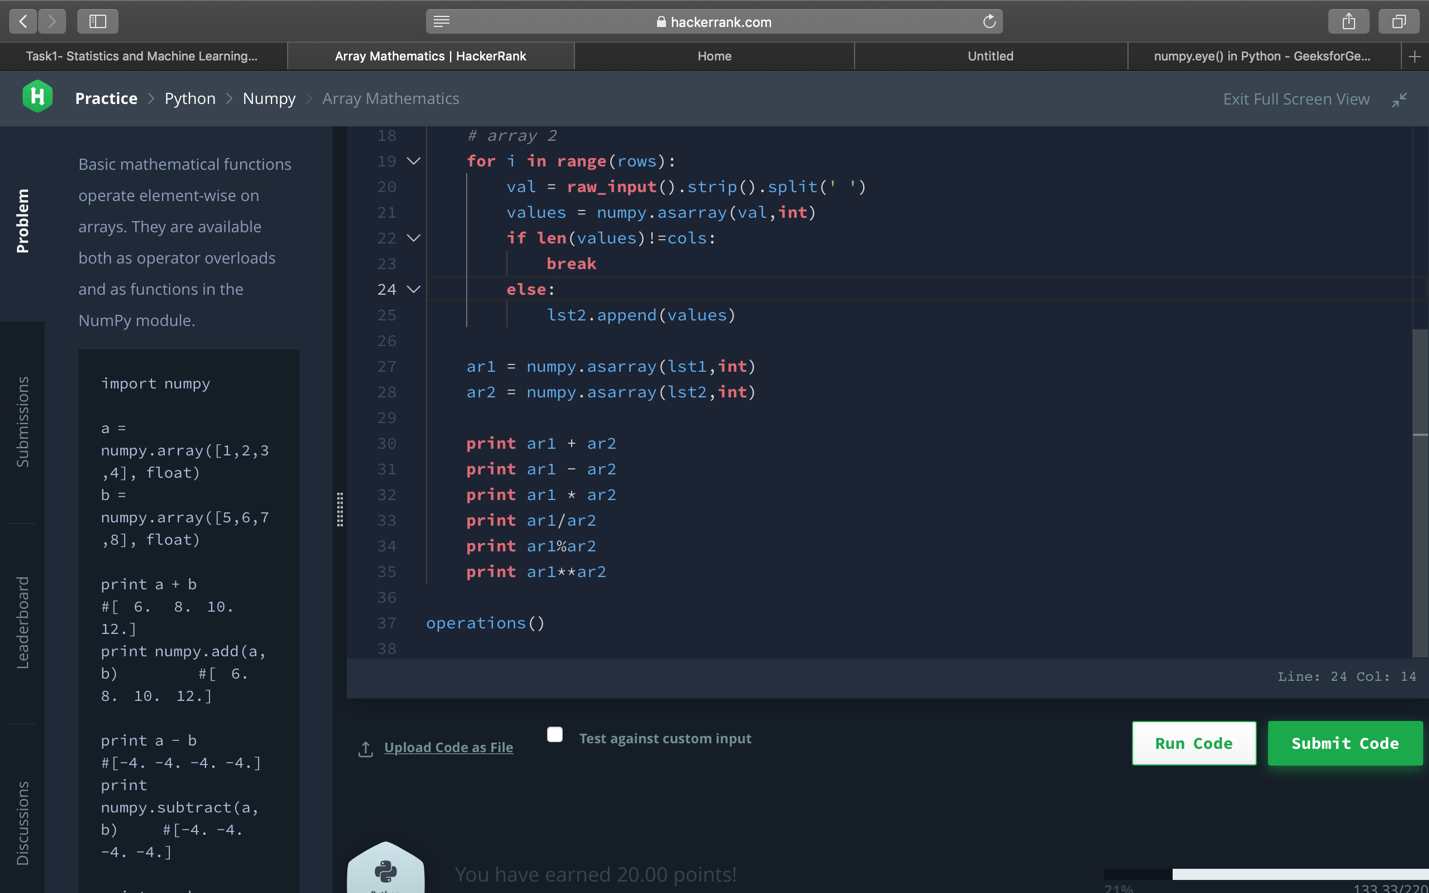 hackerrank.com
Task1- Statistics and Machine Learning...
Array Mathematics | HackerRank
Home
Untitled
numpy.eye() in Python - GeeksforGe...
H
Practice > Python > Numpy > Array Mathematics
Exit Full Screen View
Problem
Submissions
Leaderboard
Discussions
Basic mathematical functions
operate element-wise on
arrays. They are available
both as operator overloads
and as functions in the
NumPy module.
import numpy
a =
numpy.array([1,2,3
,4], float)
b =
numpy.array([5,6,7
,8], float)
print a + b
#[ 6. 8. 10.
12.]
print numpy.add(a,
b) #[ 6.
8. 10. 12.]
print a - b
#[-4. -4. -4. -4.]
print
numpy.subtract(a,
b) #[-4. -4.
-4. -4.]
18 # array 2
19 for i in range(rows):
20 val = raw_input().strip().split(' ')
21 values = numpy.asarray(val,int)
22 if len(values)!=cols:
23 break
24 else:
25 lst2.append(values)
26
27 ar1 = numpy.asarray(lst1,int)
28 ar2 = numpy.asarray(lst2,int)
29
30 print ar1 + ar2
31 print ar1 - ar2
32 print ar1 * ar2
33 print ar1/ar2
34 print ar1%ar2
35 print ar1**ar2
36
37 operations()
38
Line: 24 Col: 14
Upload Code as File
Test against custom input
Run Code
Submit Code
You have earned 20.00 points!
21%
133.33/220